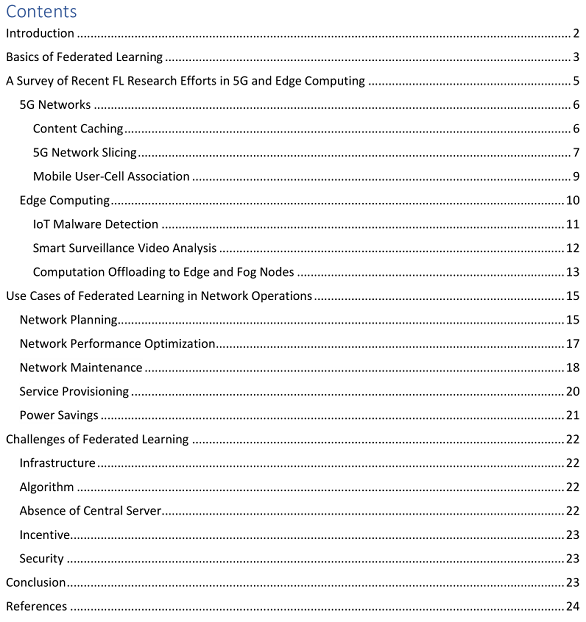 Contents
Introduction ........ 2
Basics of Federated Learning ........ 3
A Survey of Recent FL Research Efforts in 5G and Edge Computing ........ 5
5G Networks ........ 6
Content Caching ........ 6
5G Network Slicing ........ 7
Mobile User-Cell Association ........ 9
Edge Computing ........ 10
IoT Malware Detection ........ 11
Smart Surveillance Video Analysis ........ 12
Computation Offloading to Edge and Fog Nodes ........ 13
Use Cases of Federated Learning in Network Operations ........ 15
Network Planning ........ 15
Network Performance Optimization ........ 17
Network Maintenance ........ 18
Service Provisioning ........ 20
Power Savings ........ 21
Challenges of Federated Learning ........ 22
Infrastructure ........ 22
Algorithm ........ 22
Absence of Central Server ........ 22
Incentive ........ 23
Security ........ 23
Conclusion ........ 23
References ........ 24